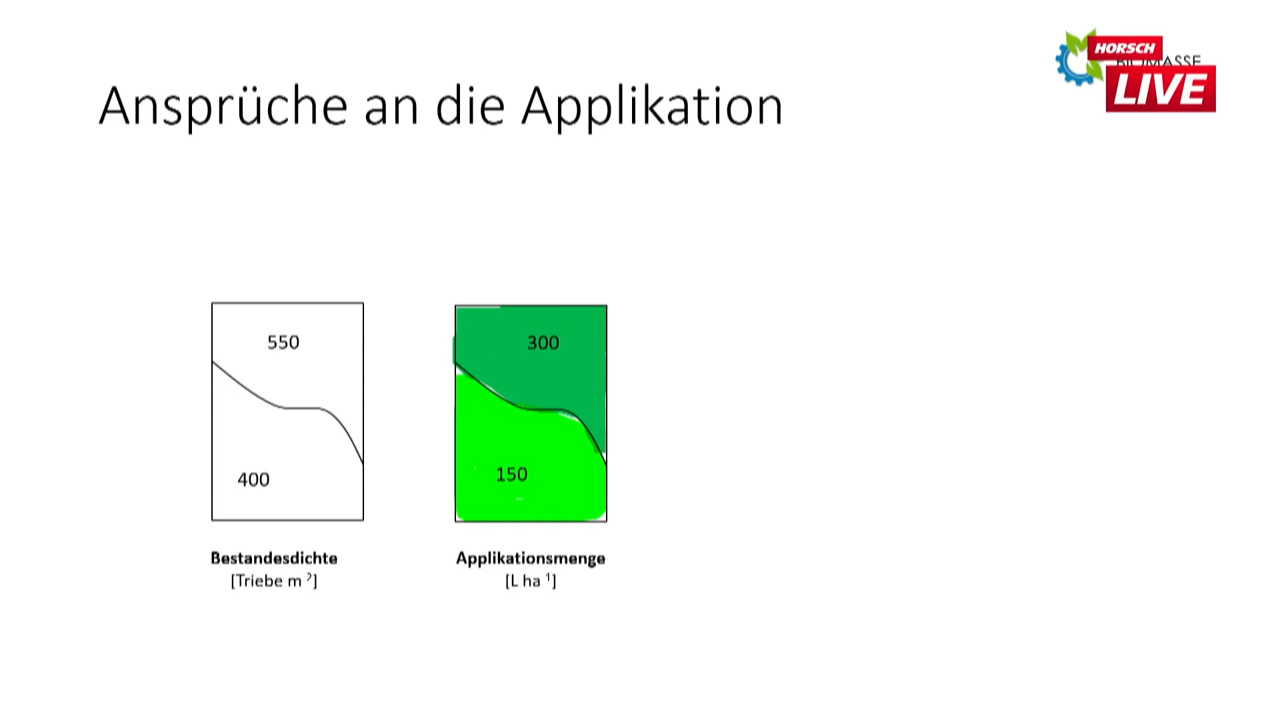 HORSCH
LIVE
Ansprüche an die Applikation
550
400
Bestandesdichte
[Triebe m ²]
300
150
Applikationsmenge
[L ha ¹]